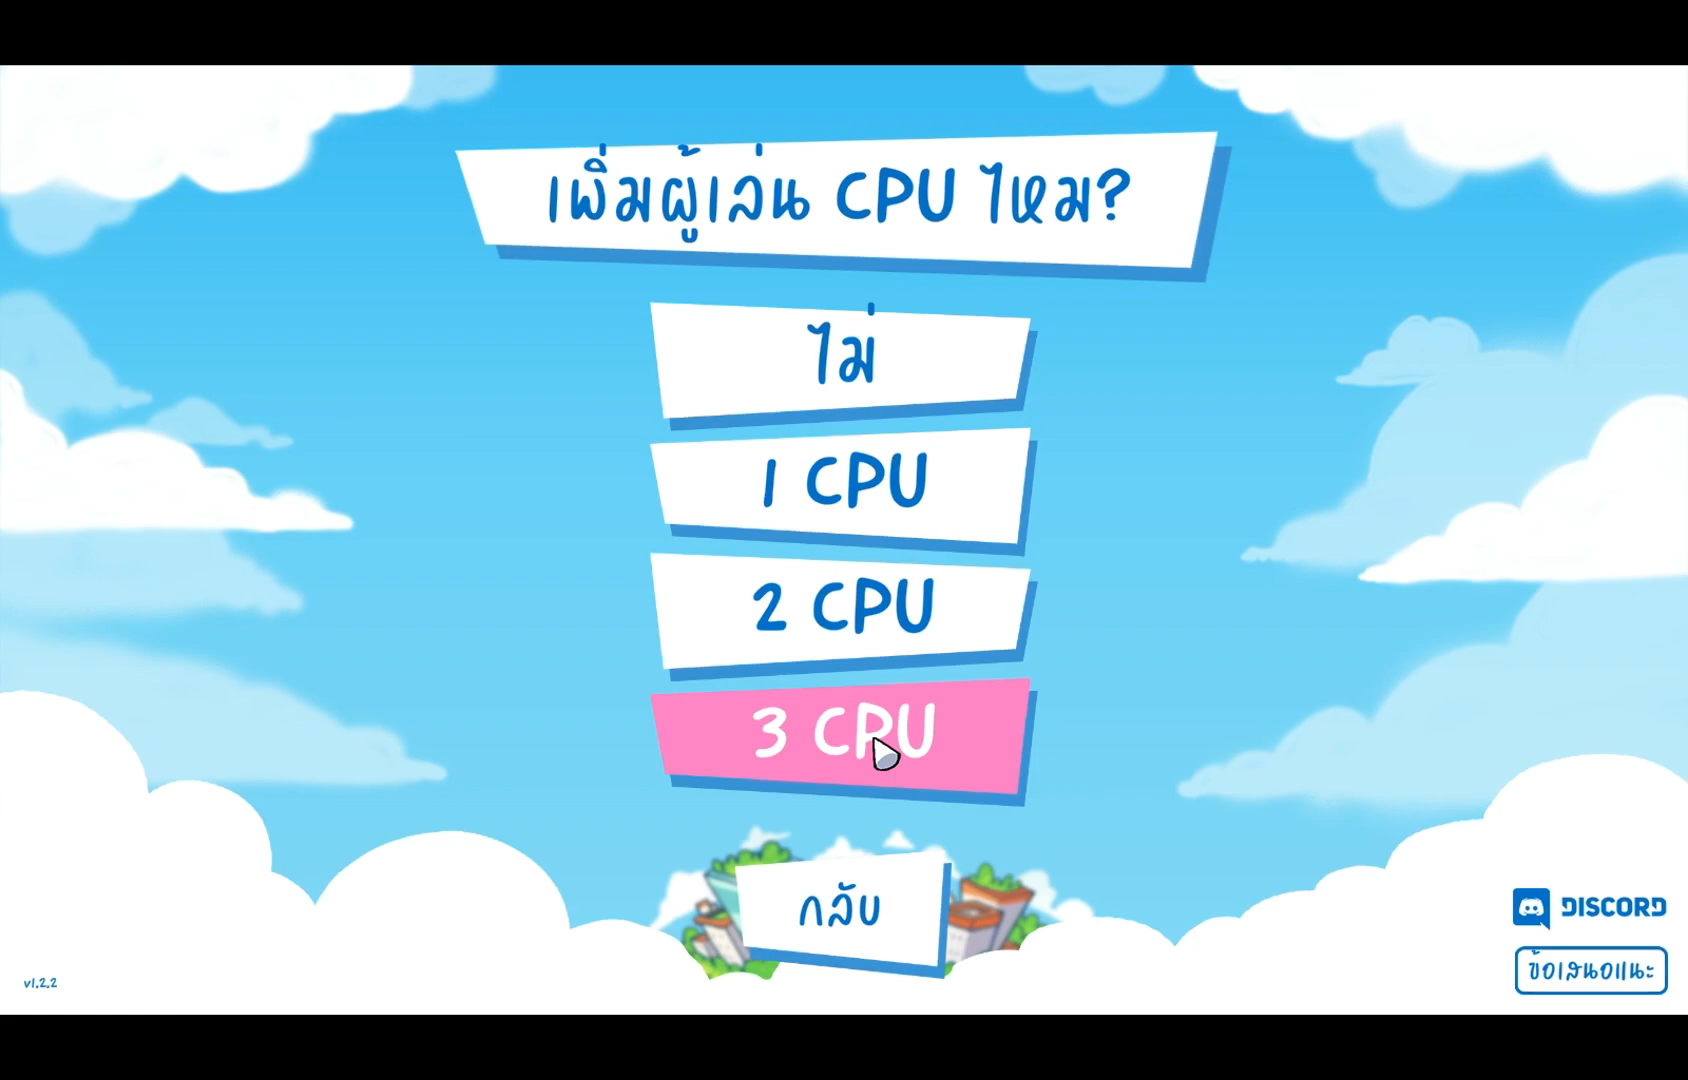 เพิ่มผู้เล่น CPU ไหม?
ไม่
1 CPU
2 CPU
3 CPU
กลับ
DISCORD
ข้อเสนอแนะ
v1.2.2